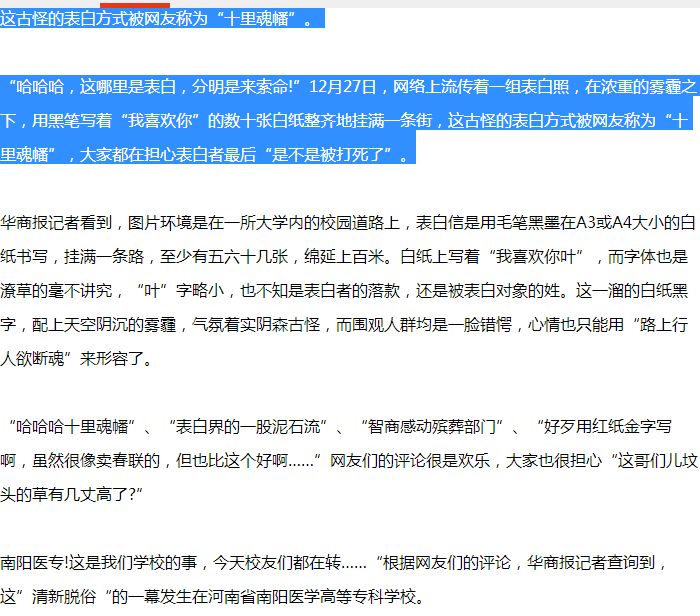 这古怪的表白方式被网友称为“十里魂幡”。
“哈哈哈，这哪里是表白，分明是来索命!”12月27日，网络上流传着一组表白照，在浓重的雾霾之
下，用黑笔写着“我喜欢你”的数十张白纸整齐地挂满一条街，这古怪的表白方式被网友称为“十
里魂幡”，大家都在担心表白者最后“是不是被打死了”。
华商报记者看到，图片环境是在一所大学内的校园道路上，表白信是用毛笔黑墨在A3或A4大小的白
纸书写，挂满一条路，至少有五六十几张，绵延上百米。白纸上写着“我喜欢你叶”，而字体也是
潦草的毫不讲究，“叶”字略小，也不知是表白者的落款，还是被表白对象的姓。这一溜的白纸黑
字，配上天空阴沉的雾霾，气氛着实阴森古怪，而围观人群均是一脸错愕，心情也只能用“路上行
人欲断魂”来形容了。
“哈哈哈十里魂幡”、“表白界的一股泥石流”、“智商感动殡葬部门”、“好歹用红纸金字写
啊，虽然很像卖春联的，但也比这个好啊……”网友们的评论很是欢乐，大家也很担心“这哥们儿坟
头的草有几丈高了?”
南阳医专!这是我们学校的事，今天校友们都在转……“根据网友们的评论，华商报记者查询到，
这”清新脱俗“的一幕发生在河南省南阳医学高等专科学校。